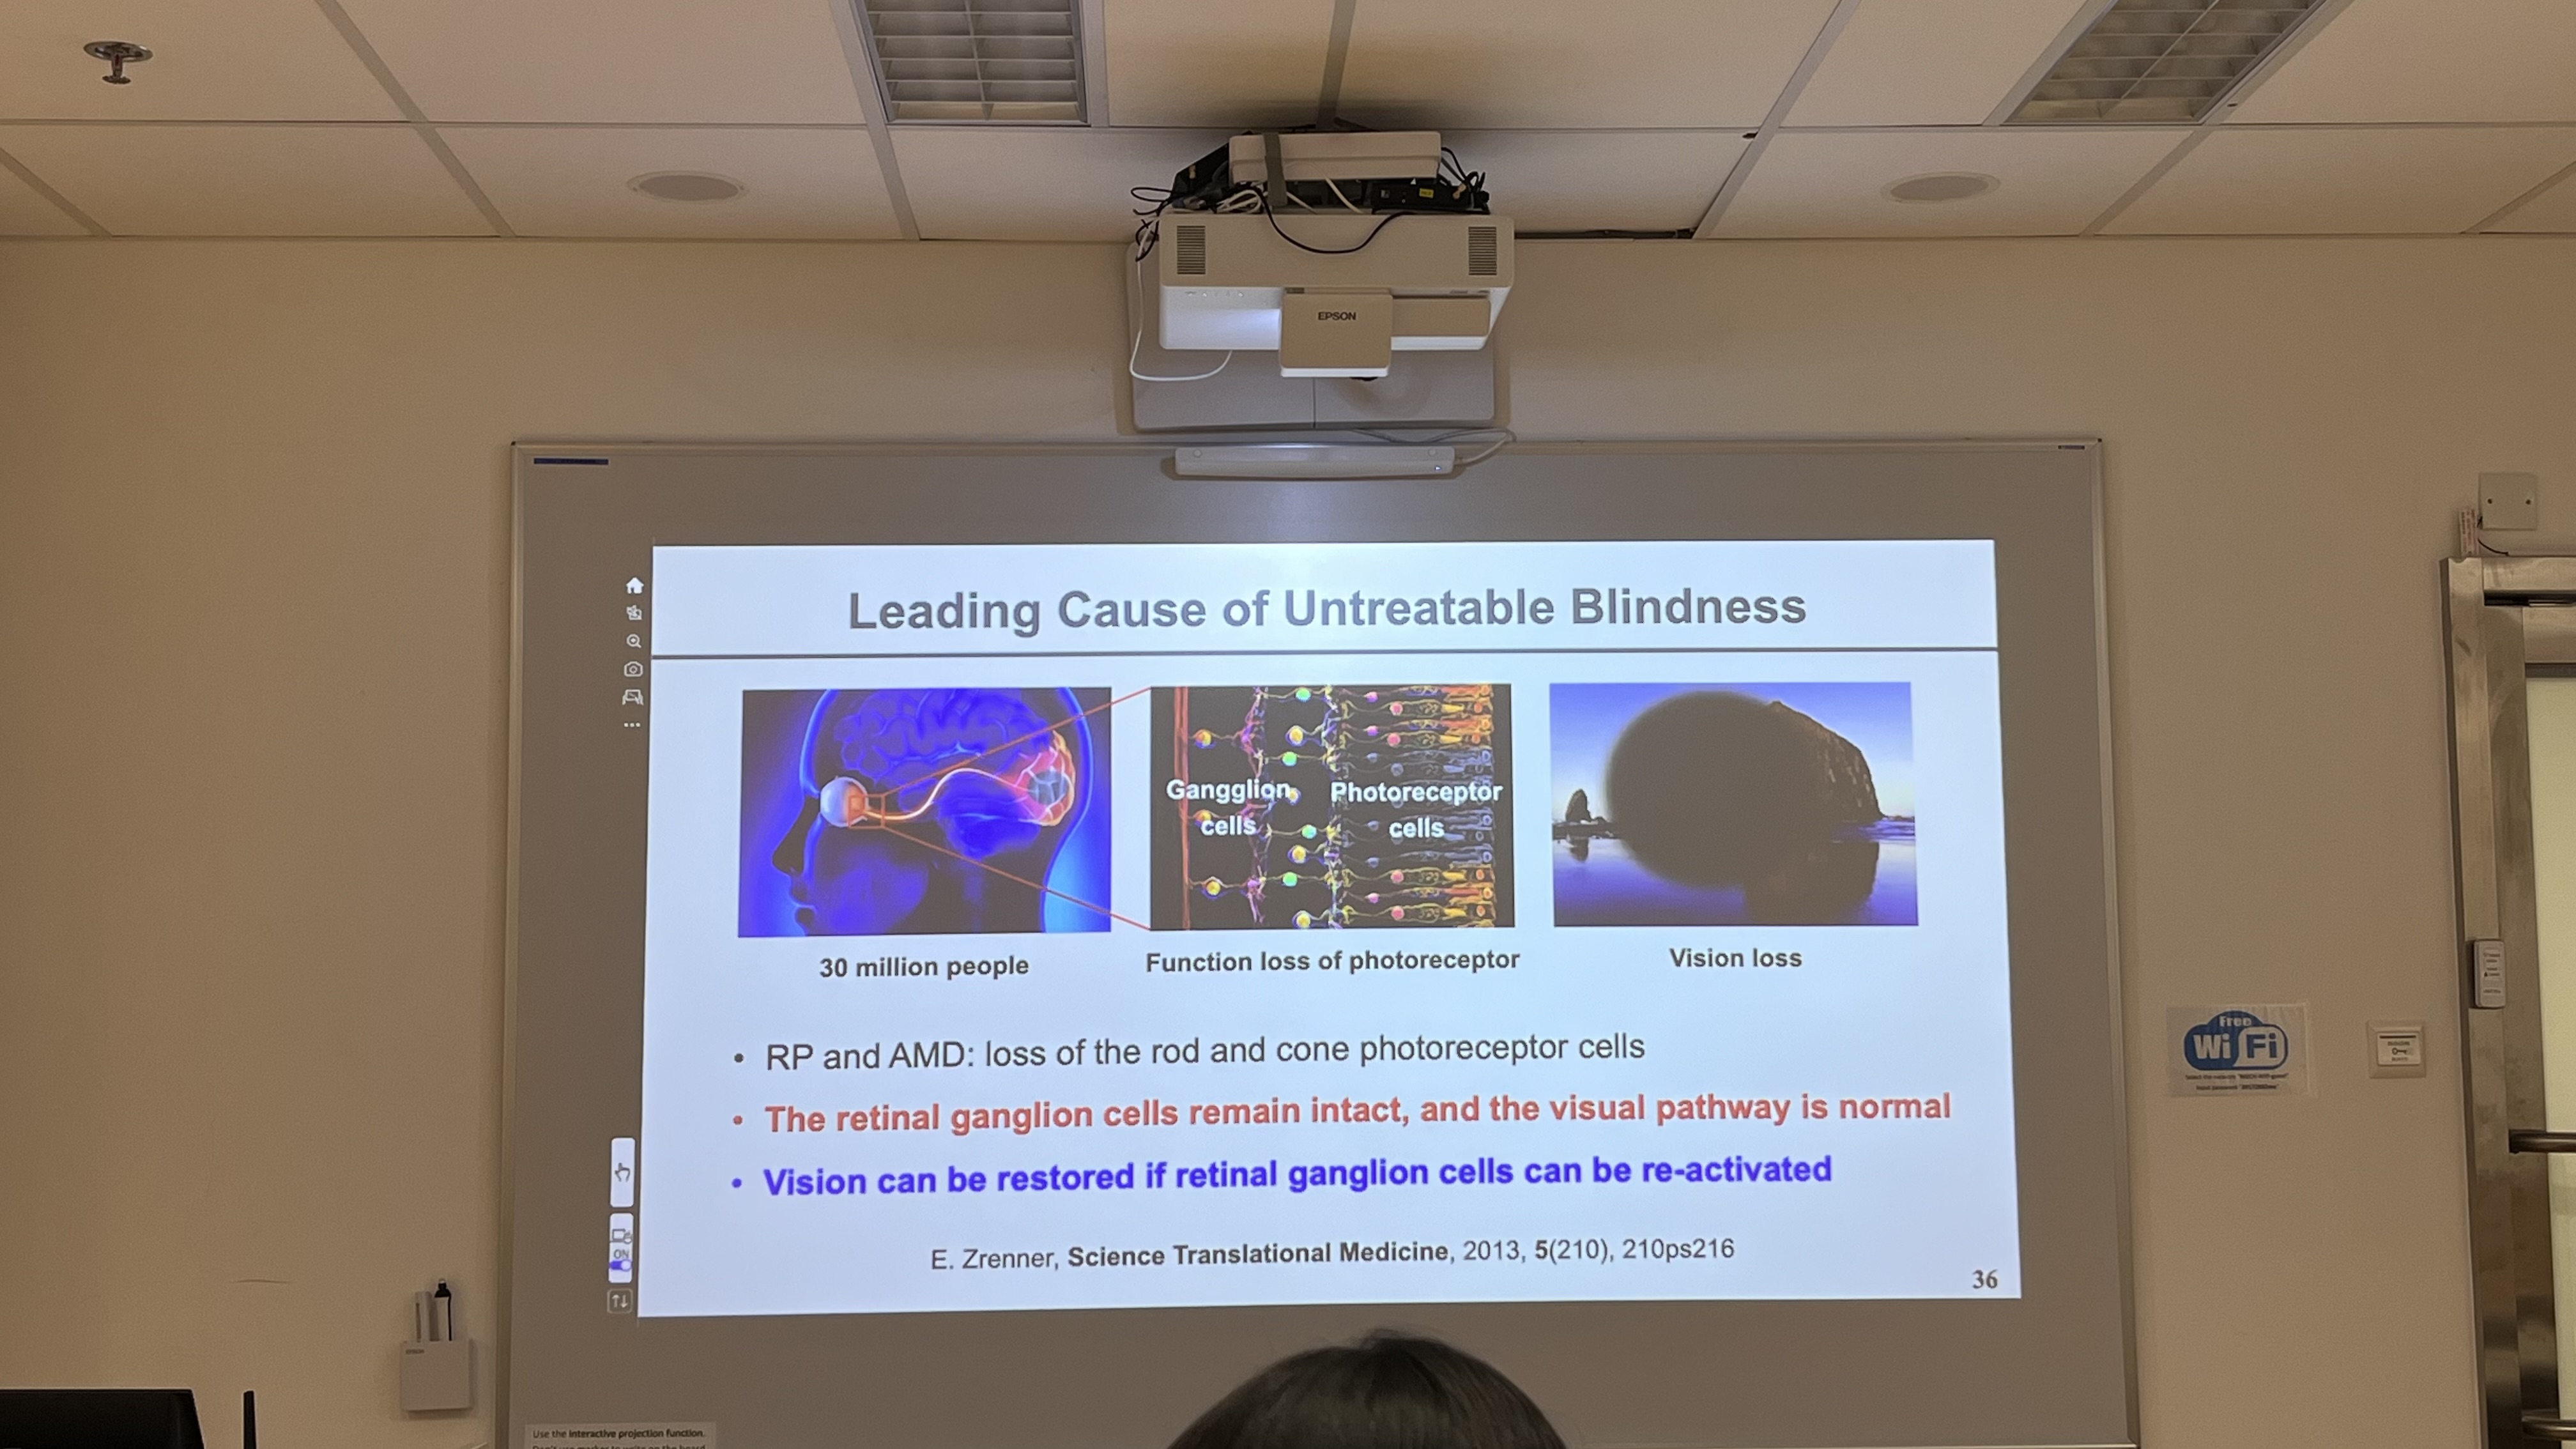 EPSON
Leading Cause of Untreatable Blindness
Gangglion
cells
Photoreceptor
cells
30 million people
Function loss of photoreceptor
Vision loss
• RP and AMD: loss of the rod and cone photoreceptor cells
• The retinal ganglion cells remain intact, and the visual pathway is normal
• Vision can be restored if retinal ganglion cells can be re-activated
E. Zrenner, Science Translational Medicine, 2013, 5(210), 210ps216
36
ON
Free
Wi Fi
EPSON
Use the interactive projection function.